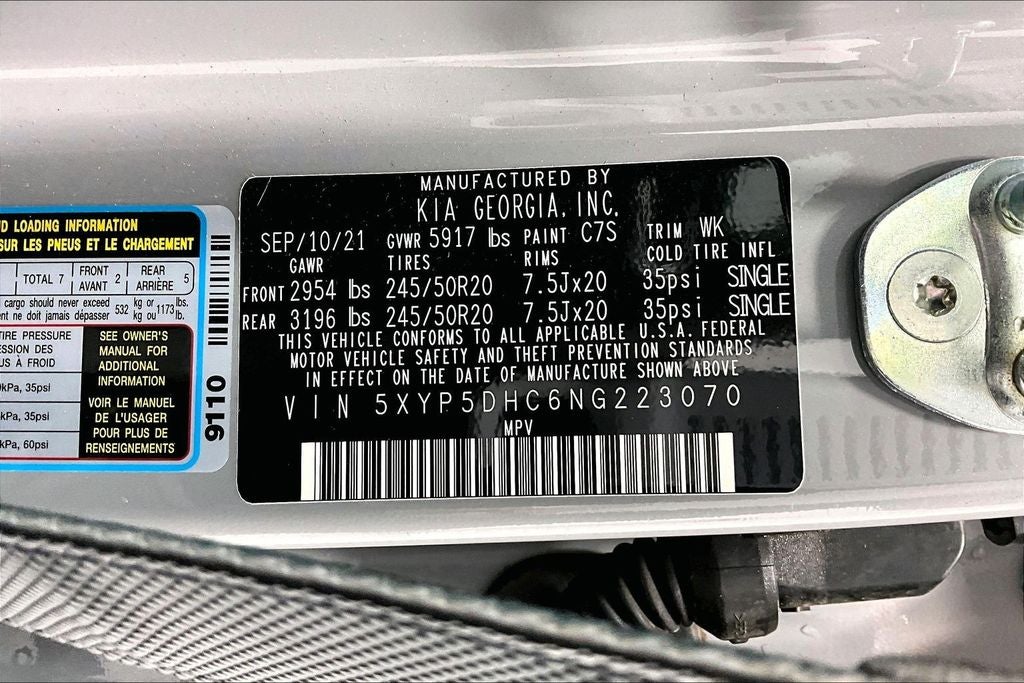 D LOADING INFORMATION
SUR LES PNEUS ET LE CHARGEMENT
TOTAL 7 FRONT AVANT 2 REAR ARRIÈRE 5
cargo should never exceed
ent ne doit jamais dépasser 532 kg or kg ou 1173 lbs. lb.
TIRE PRESSURE
ESSION DES
US À FROID
kPa, 35psi
kPa, 35psi
kPa, 60psi
SEE OWNER'S
MANUAL FOR
ADDITIONAL
INFORMATION
VOIR LE MANUEL
DE L'USAGER
POUR PLUS DE
RENSEIGNEMENTS
9110
MANUFACTURED BY
KIA GEORGIA, INC.
SEP/10/21 GVWR 5917 lbs PAINT C7S TRIM WK
GAWR TIRES RIMS COLD TIRE INFL
FRONT 2954 lbs 245/50R20 7.5Jx20 35psi SINGLE
REAR 3196 lbs 245/50R20 7.5Jx20 35psi SINGLE
THIS VEHICLE CONFORMS TO ALL APPLICABLE U.S.A. FEDERAL
MOTOR VEHICLE SAFETY AND THEFT PREVENTION STANDARDS
IN EFFECT ON THE DATE OF MANUFACTURE SHOWN ABOVE
VIN 5XYP5DHC6NG223070
MPV